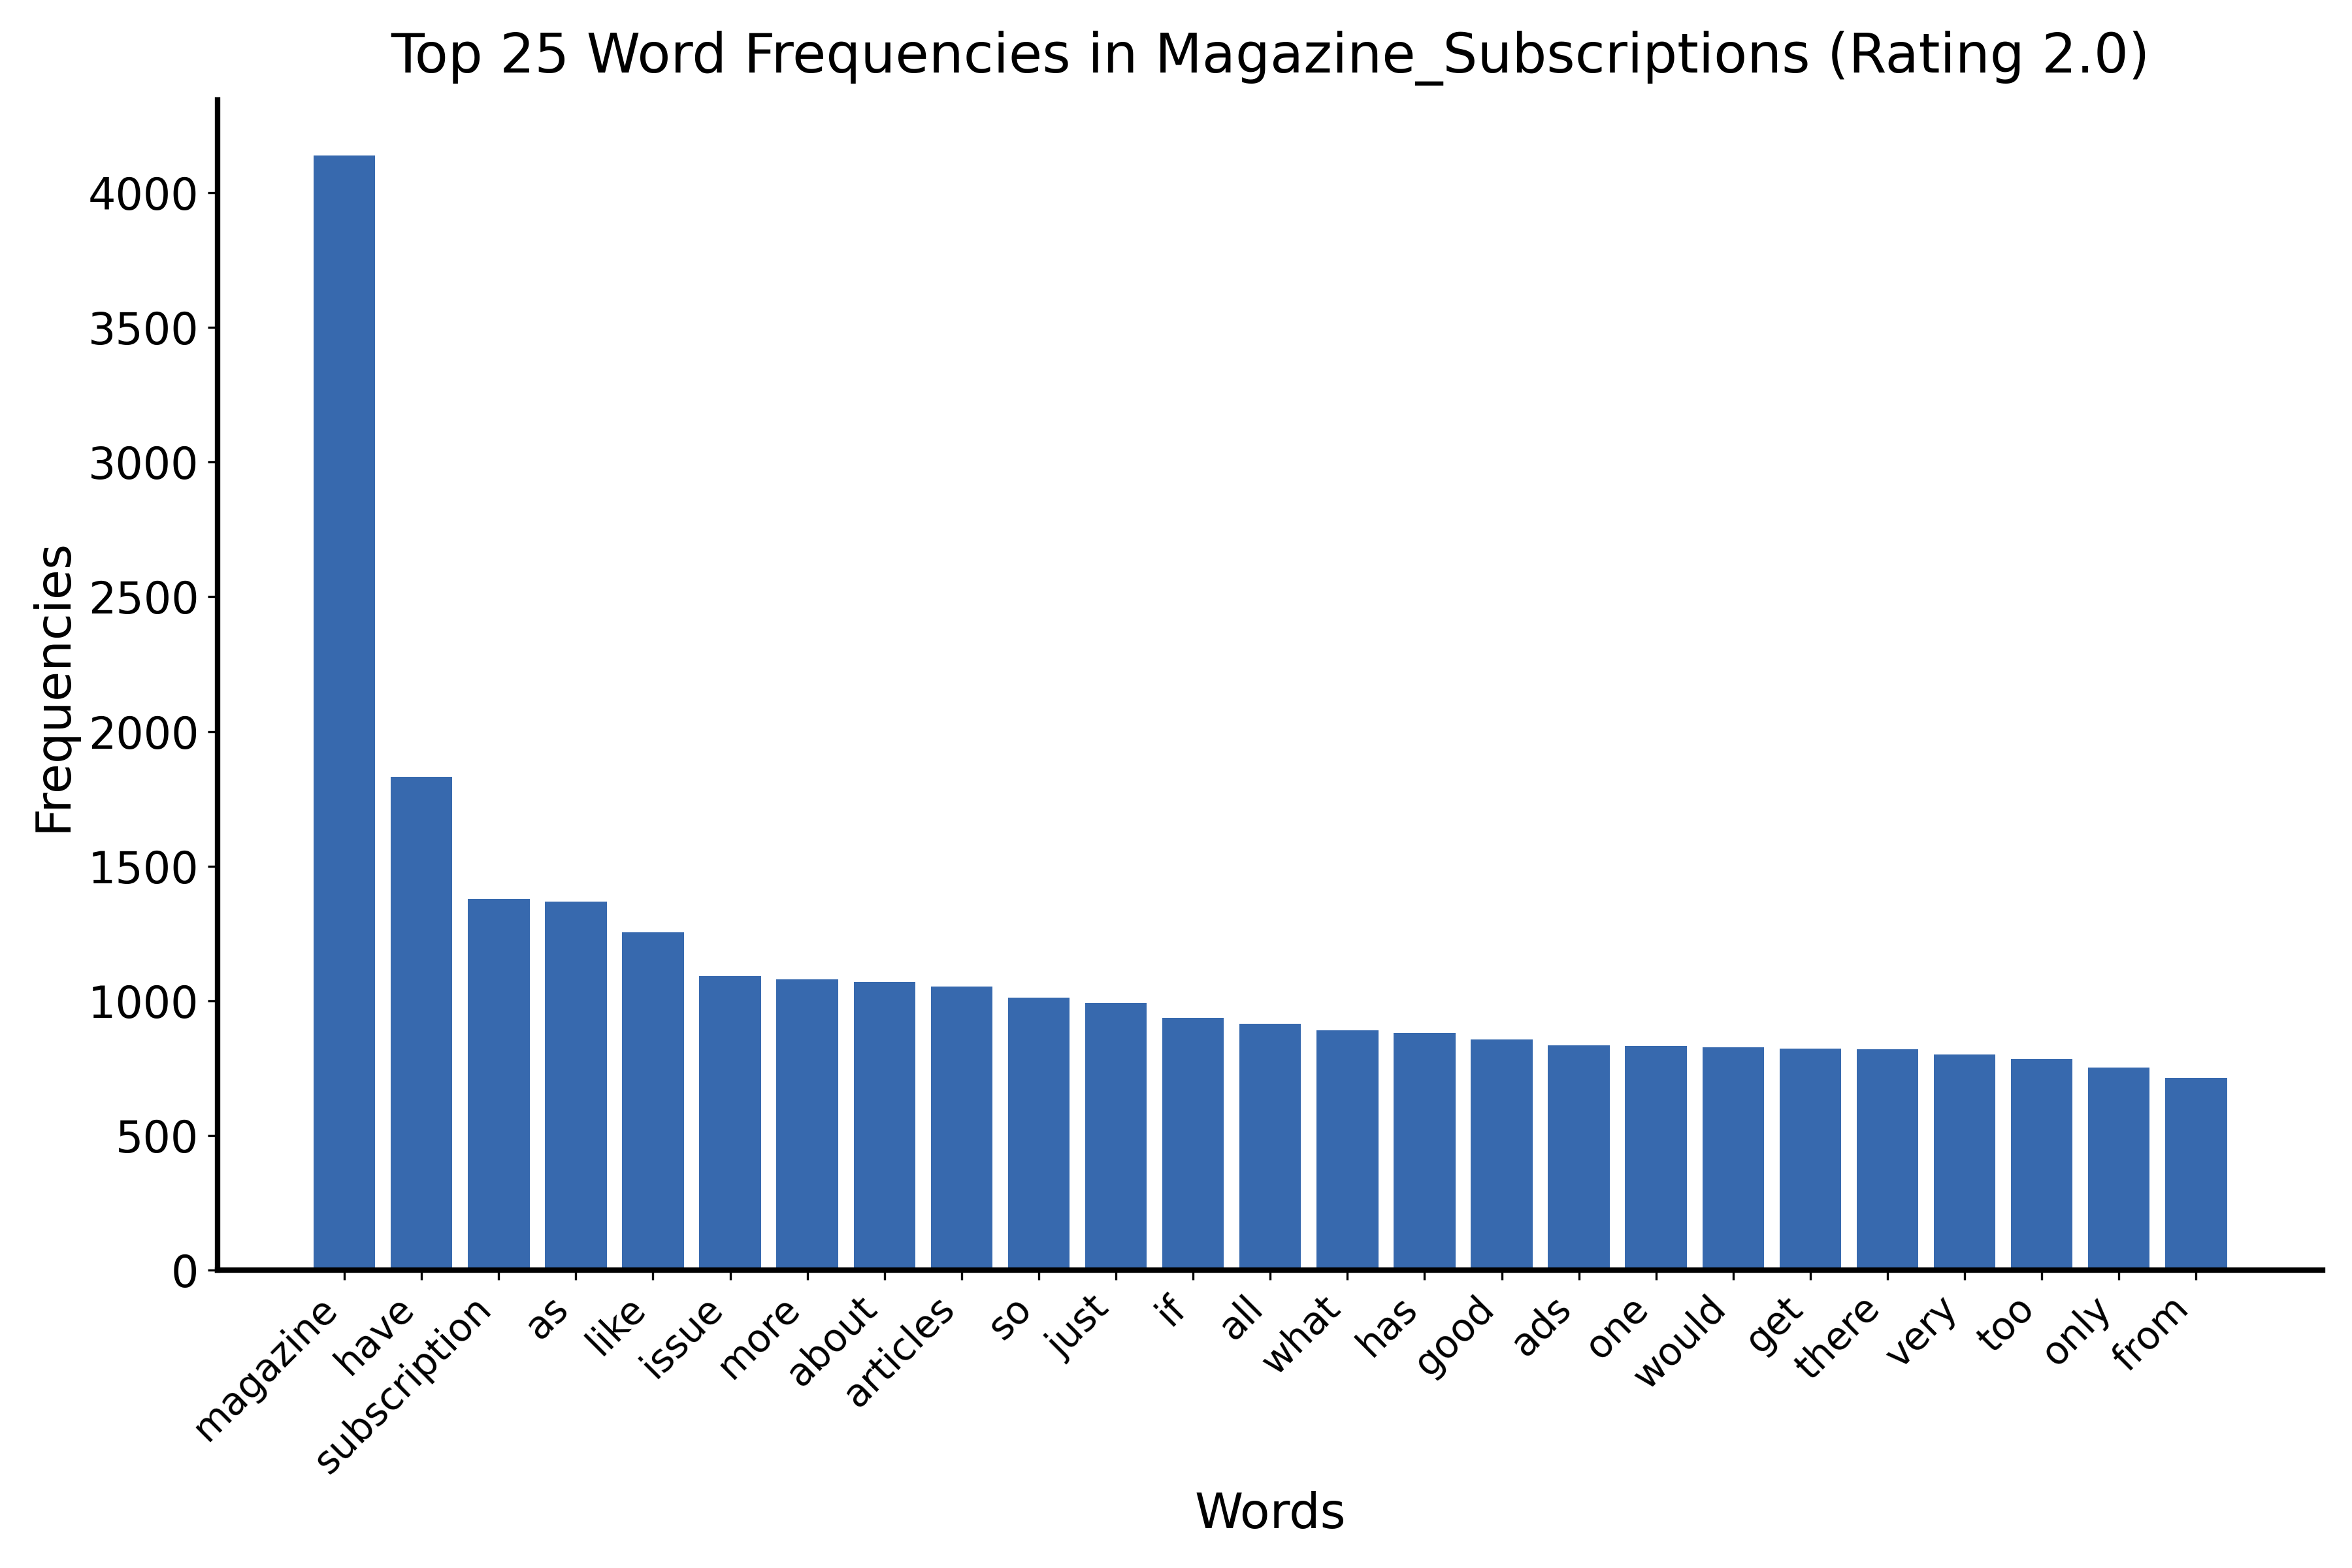 Top 25 Word Frequencies in Magazine_Subscriptions (Rating 2.0)
Frequencies
4000
3500
3000
2500
2000
1500
1000
500
0
magazine
have
subscription
as
like
issue
more
about
articles
so
just
if
all
what
has
good
ads
one
would
get
there
very
too
only
from
Words